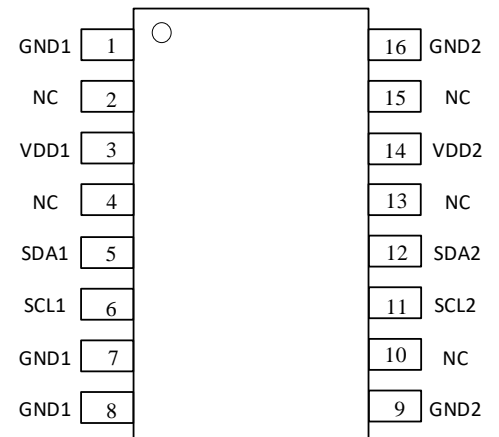 GND1 1 16 GND2
NC 2 15 NC
VDD1 3 14 VDD2
NC 4 13 NC
SDA1 5 12 SDA2
SCL1 6 11 SCL2
GND1 7 10 NC
GND1 8 9 GND2